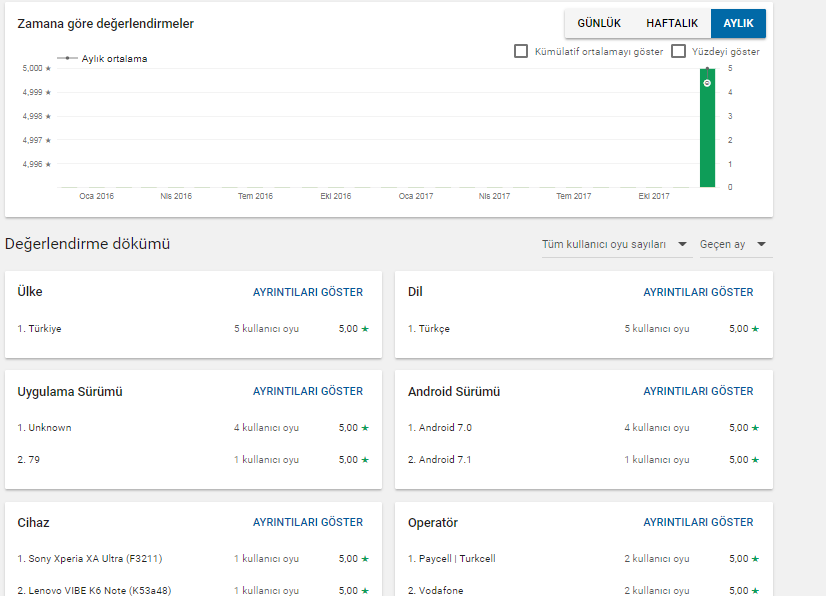 Zamana göre değerlendirmeler
GÜNLÜK HAFTALIK AYLIK
Kümülatif ortalamayı göster Yüzdeyi göster
Aylık ortalama
5,000 ★ 5
4,999 ★ 4
4,998 ★ 3
4,997 ★ 2
4,996 ★ 1
0
Oca 2016 Nis 2016 Tem 2016 Eki 2016 Oca 2017 Nis 2017 Tem 2017 Eki 2017
Değerlendirme dökümü
Tüm kullanıcı oyu sayıları Geçen ay
Ülke AYRINTILARI GÖSTER
1. Türkiye 5 kullanıcı oyu 5,00 ★
Dil AYRINTILARI GÖSTER
1. Türkçe 5 kullanıcı oyu 5,00 ★
Uygulama Sürümü AYRINTILARI GÖSTER
1. Unknown 4 kullanıcı oyu 5,00 ★
2. 79 1 kullanıcı oyu 5,00 ★
Android Sürümü AYRINTILARI GÖSTER
1. Android 7.0 4 kullanıcı oyu 5,00 ★
2. Android 7.1 1 kullanıcı oyu 5,00 ★
Cihaz AYRINTILARI GÖSTER
1. Sony Xperia XA Ultra (F3211) 1 kullanıcı oyu 5,00 ★
2. Lenovo VIBE K6 Note (K53a48) 1 kullanıcı oyu 5,00 ★
Operatör AYRINTILARI GÖSTER
1. Paycell | Turkcell 2 kullanıcı oyu 5,00 ★
2. Vodafone 2 kullanıcı oyu 5,00 ★